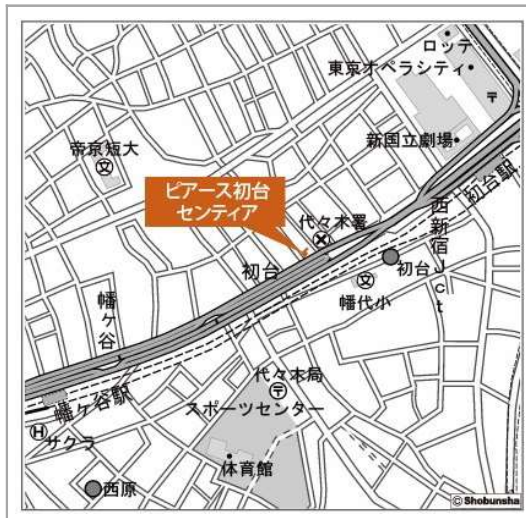 ロッテ
東京オペラシティ
〒
新国立劇場
帝京短大
文
ピアース初台
センティア
代々木署
初台駅
西新宿Jct
初台
初台
文
幡代小
幡ヶ谷
代々木局
〒
スポーツセンター
幡ヶ谷駅
H
サクラ
体育館
西原
© Shobunsha